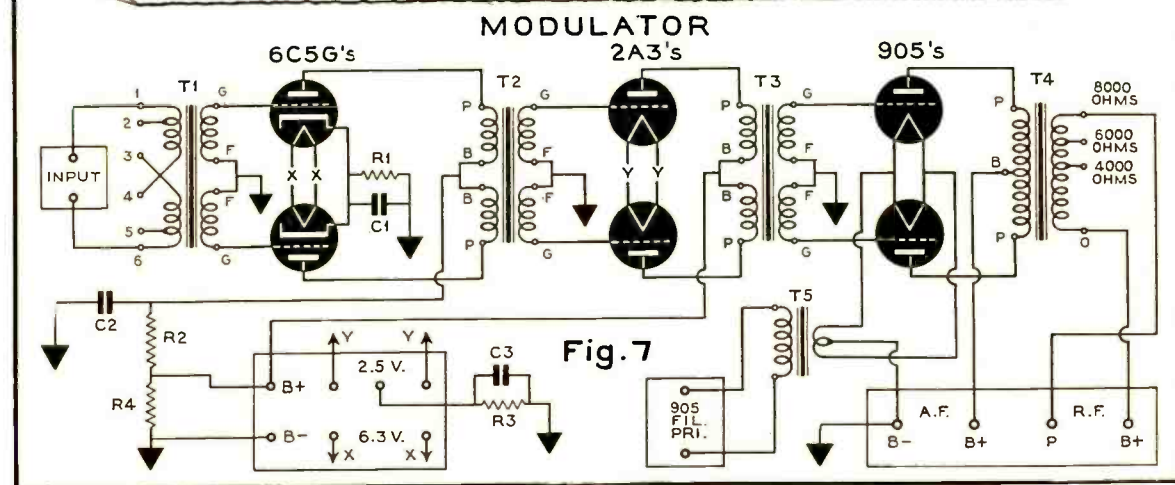 MODULATOR
6C5G's
2A3's
905's
T1
T2
T3
T4
1
2
3
4
5
6
INPUT
G
F
F
G
X X
R1
C1
P
B
B
P
G
F
F
G
Y Y
P
B
B
P
G
F
F
G
P
B
P
8000 OHMS
6000 OHMS
4000 OHMS
O
C2
R2
R4
Y Y
B+
2.5 V.
B-
6.3 V.
X X
C3
R3
Fig.7
T5
905
FIL.
PRI.
A.F.
R.F.
B-
B+
P
B+